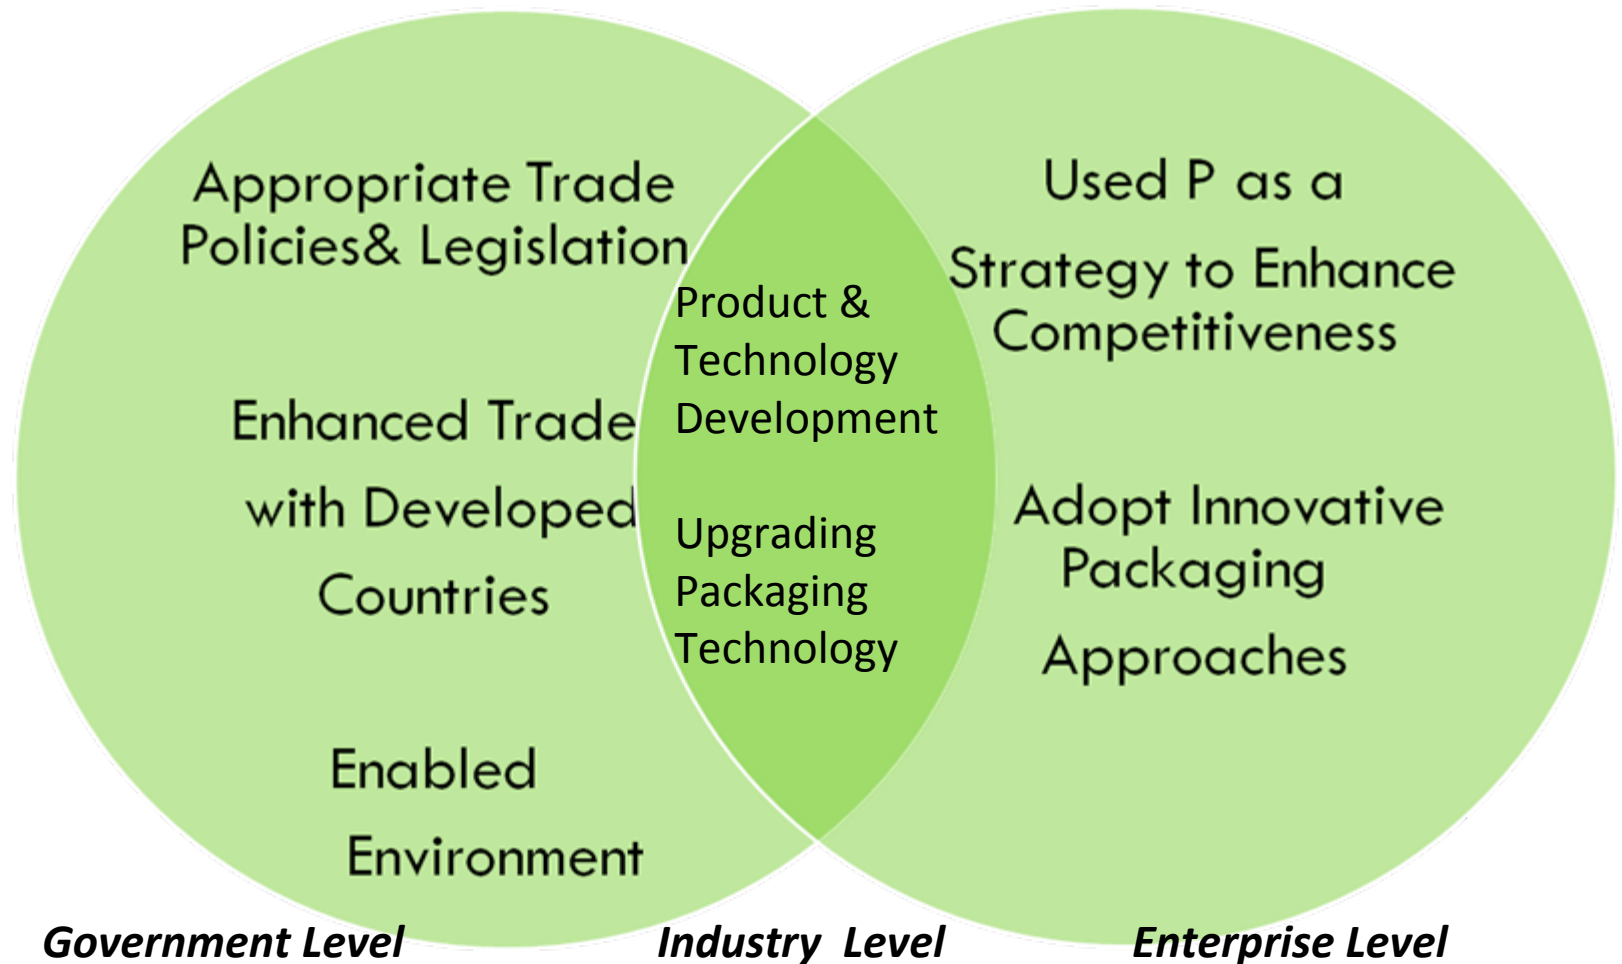 Appropriate Trade
Policies& Legislation
Enhanced Trade
with Developed
Countries
Enabled
Environment
Product &
Technology
Development
Upgrading
Packaging
Technology
Used P as a
Strategy to Enhance
Competitiveness
Adopt Innovative
Packaging
Approaches
Government Level
Industry Level
Enterprise Level